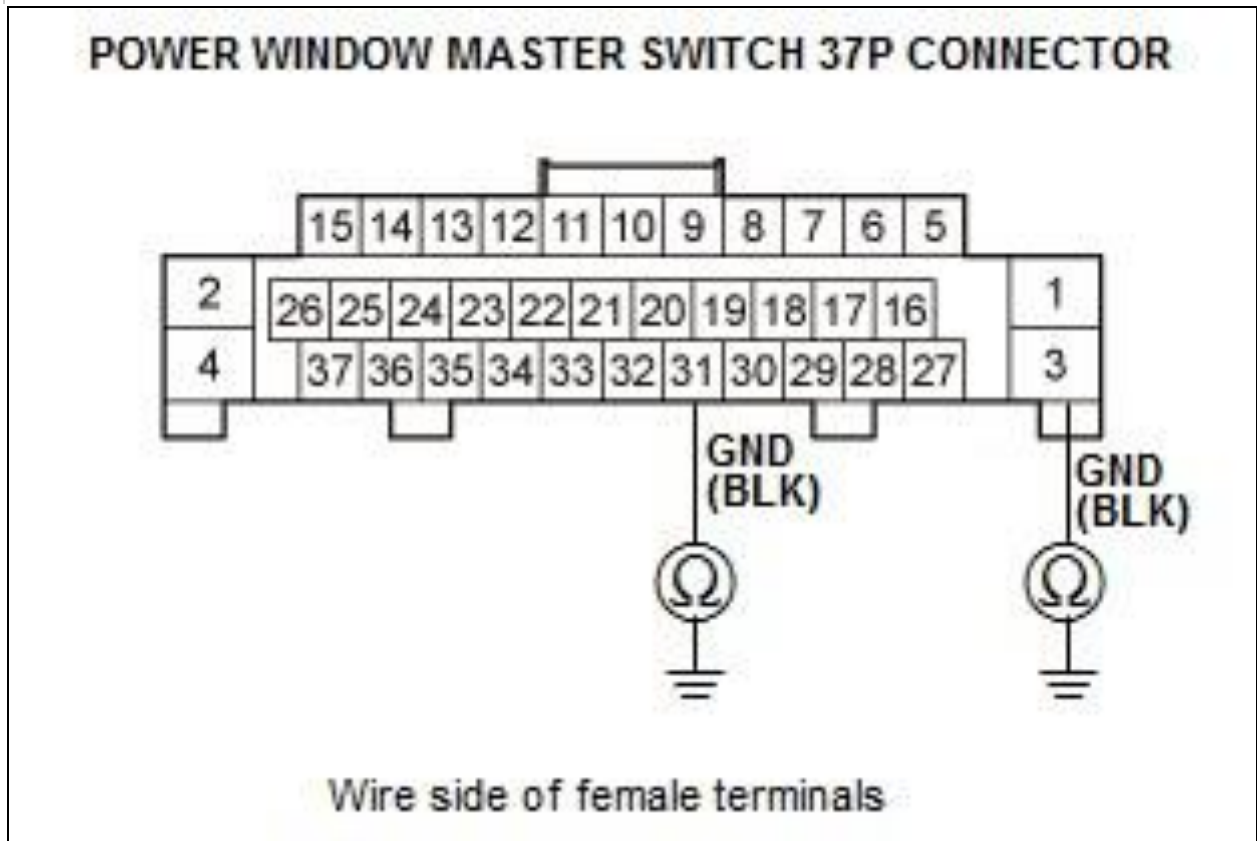 POWER WINDOW MASTER SWITCH 37P CONNECTOR
15 14 13 12 11 10 9 8 7 6 5
2 1
26 25 24 23 22 21 20 19 18 17 16
4 37 36 35 34 33 32 31 30 29 28 27 3
GND
(BLK)
GND
(BLK)
Ω Ω
Wire side of female terminals